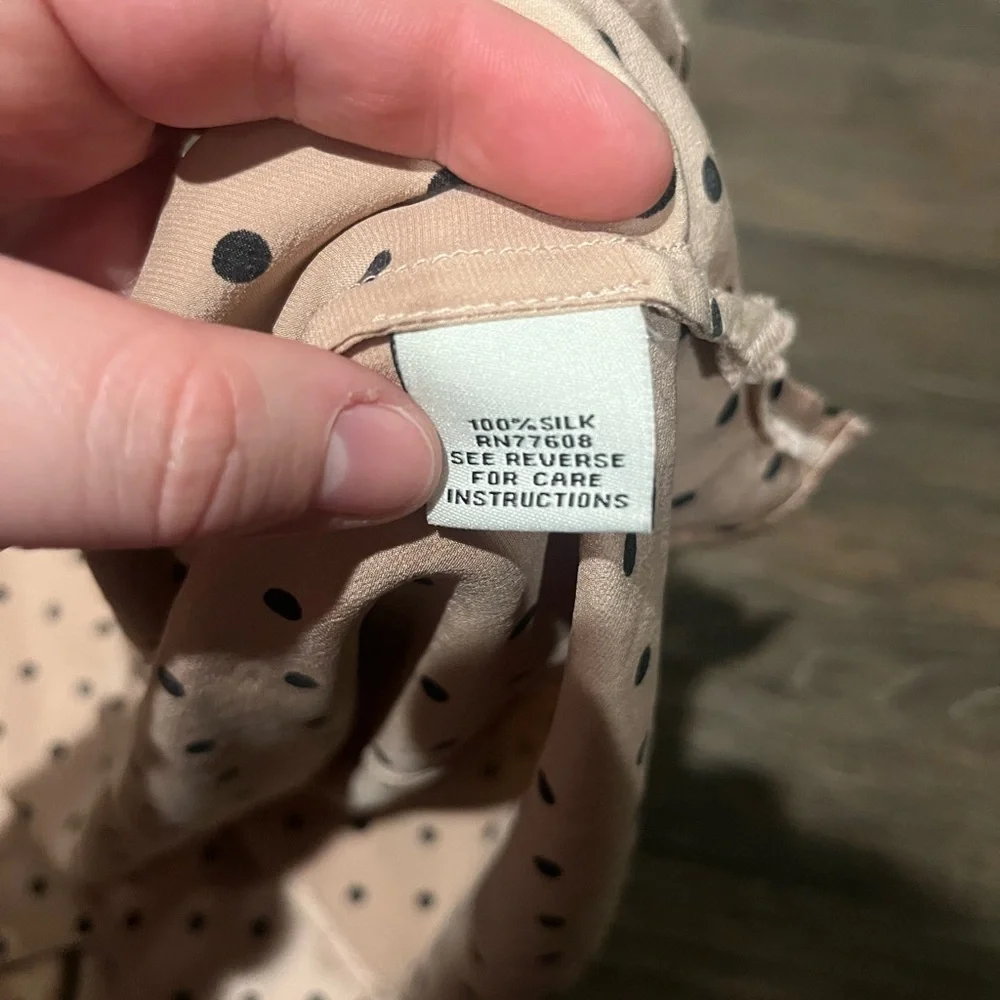 100% SILK
RN77608
SEE REVERSE
FOR CARE
INSTRUCTIONS